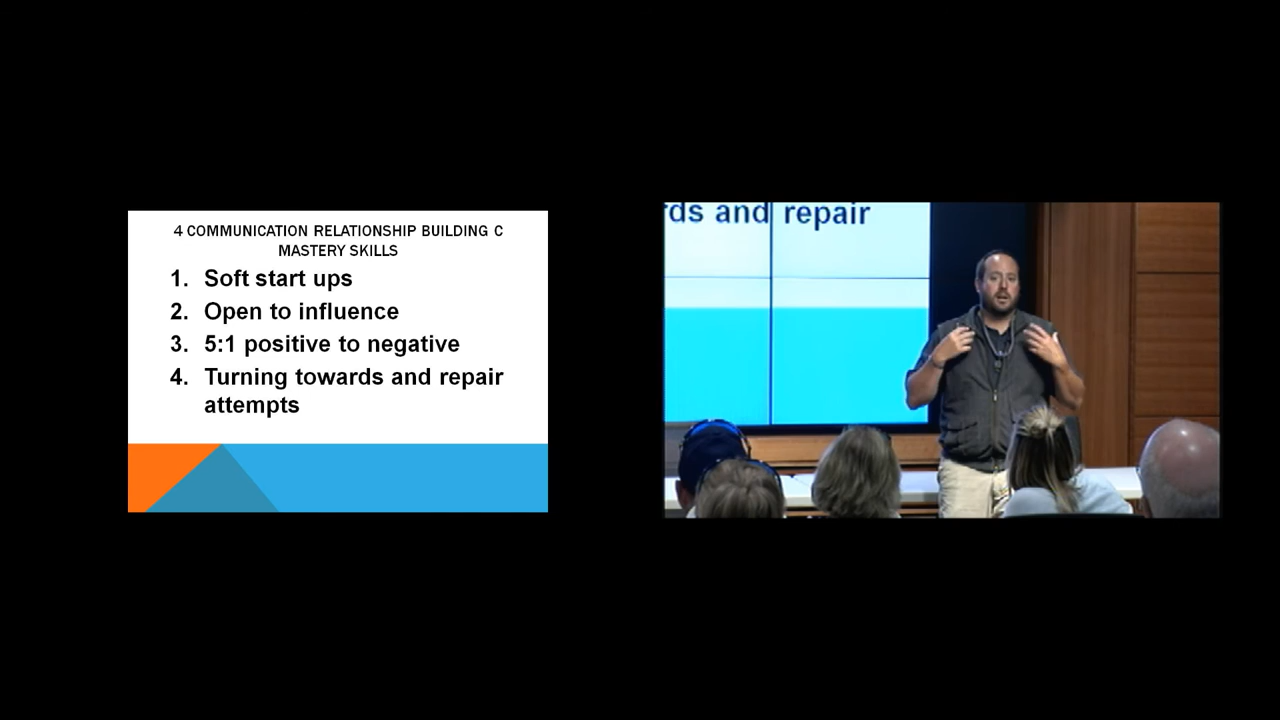 4 COMMUNICATION RELATIONSHIP BUILDING C
MASTERY SKILLS
1. Soft start ups
2. Open to influence
3. 5:1 positive to negative
4. Turning towards and repair
attempts
rds and repair